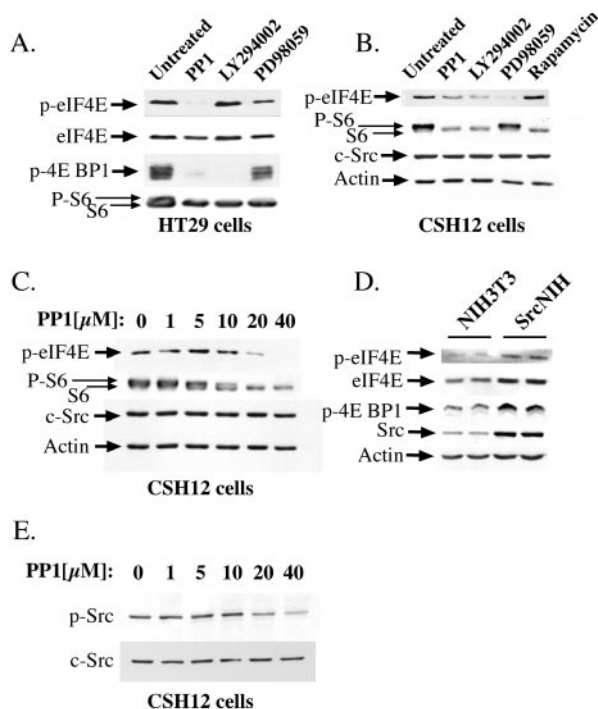 A.
Untreated PP1 LY294002 PD98059
p-eIF4E
eIF4E
p-4E BP1
P-S6
S6
HT29 cells
B.
Untreated PP1 LY294002 PD98059 Rapamycin
p-eIF4E
P-S6
S6
c-Src
Actin
CSH12 cells
C.
PP1[µM]: 0 1 5 10 20 40
p-eIF4E
P-S6
S6
c-Src
Actin
CSH12 cells
D.
NIH3T3 SrcNIH
p-eIF4E
eIF4E
p-4E BP1
Src
Actin
E.
PP1[µM]: 0 1 5 10 20 40
p-Src
c-Src
CSH12 cells